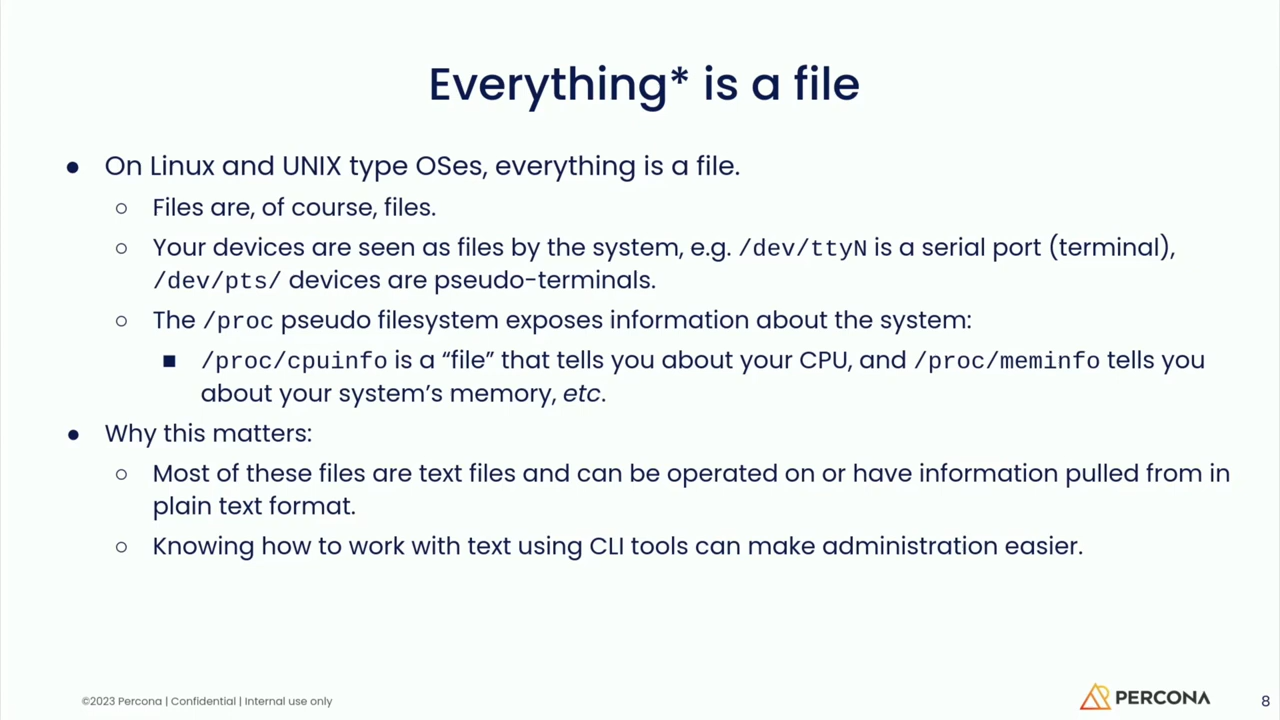 Everything* is a file
● On Linux and UNIX type OSes, everything is a file.
○ Files are, of course, files.
○ Your devices are seen as files by the system, e.g. /dev/ttyN is a serial port (terminal),
/dev/pts/ devices are pseudo-terminals.
○ The /proc pseudo filesystem exposes information about the system:
■ /proc/cpuinfo is a “file” that tells you about your CPU, and /proc/meminfo tells you
about your system’s memory, etc.
● Why this matters:
○ Most of these files are text files and can be operated on or have information pulled from in
plain text format.
○ Knowing how to work with text using CLI tools can make administration easier.
©2023 Percona | Confidential | Internal use only
PERCONA
8